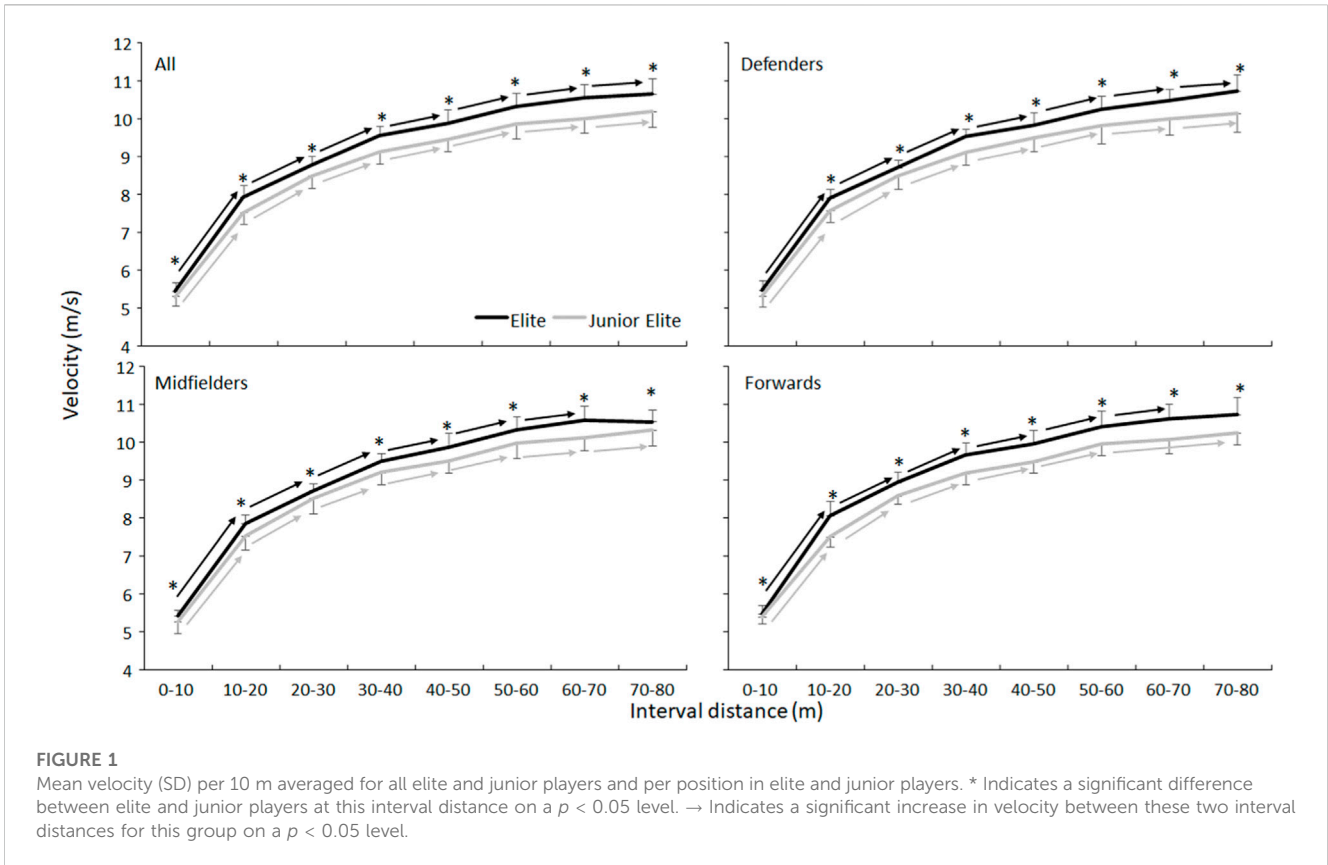 All
Defenders
12
11
10
9
8
7
6
5
4
Elite
Junior Elite
Velocity (m/s)
Midfielders
Forwards
12
11
10
9
8
7
6
5
4
* * * * * * * *
* * * * * * *
* * * * * * * *
* * * * * * * *
0-10 10-20 20-30 30-40 40-50 50-60 60-70 70-80
0-10 10-20 20-30 30-40 40-50 50-60 60-70 70-80
Interval distance (m)
FIGURE 1
Mean velocity (SD) per 10 m averaged for all elite and junior players and per position in elite and junior players. * Indicates a significant difference
between elite and junior players at this interval distance on a p < 0.05 level. → Indicates a significant increase in velocity between these two interval
distances for this group on a p < 0.05 level.